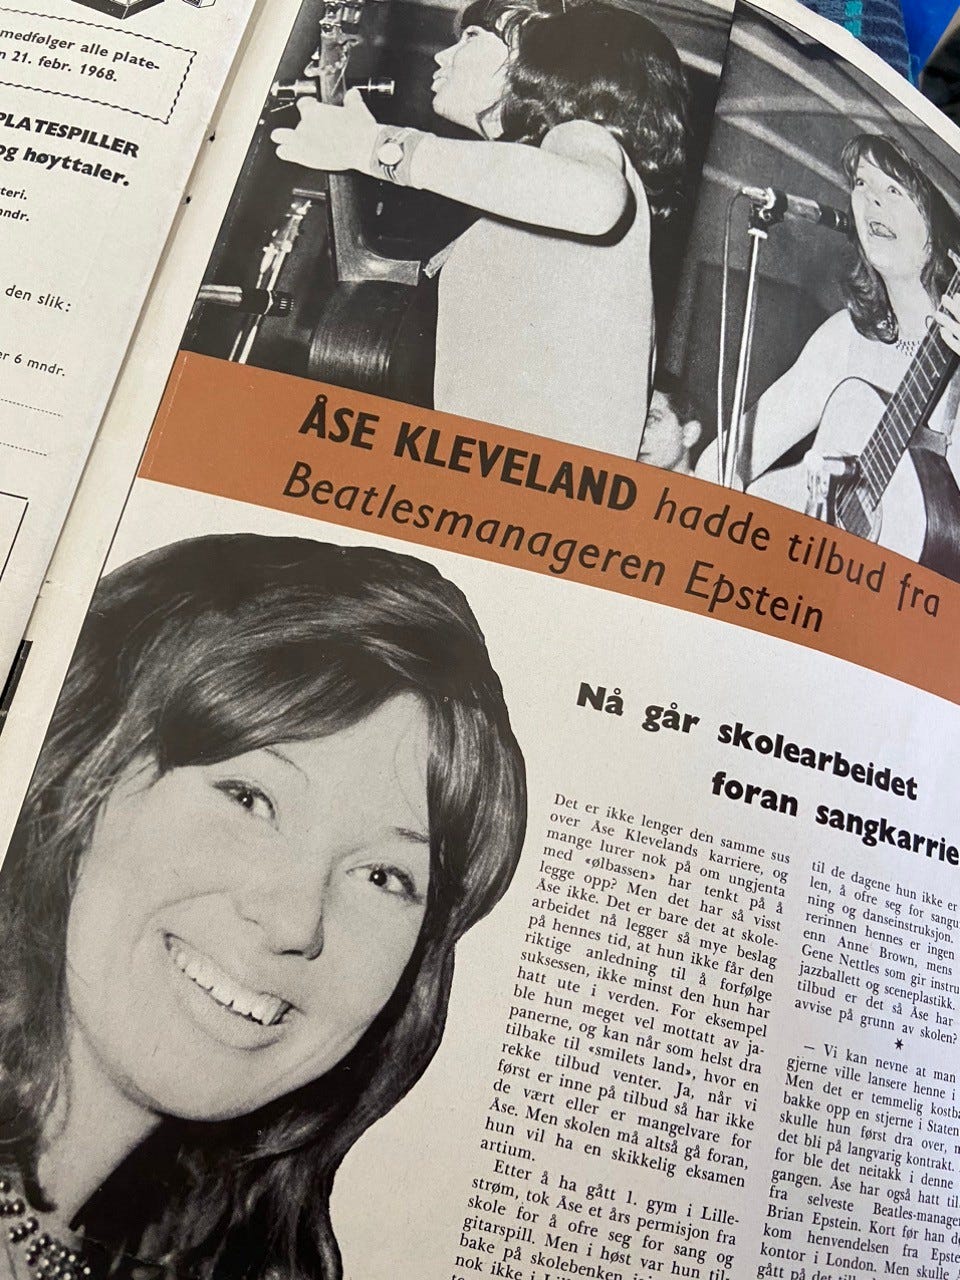 medfølger alle plate-
21. febr. 1968.
PLATESPILLER
og høyttaler.
mndr.
den slik:
6 mndr.
ÅSE KLEVELAND hadde tilbud fra
Beatlesmanageren Epstein
Nå går skolearbeidet
foran sangkarrie
Det er ikke lenger den samme sus
over Åse Klevelands karriere, og
mange lurer nok på om ungjenta
med «ølbassen» har tenkt på å
legge opp? Men det har så visst
Åse ikke. Det er bare det at skole-
arbeidet nå legger så mye beslag
på hennes tid, at hun ikke får den
riktige anledning til å forfølge
suksessen, ikke minst den hun har
hatt ute i verden. For eksempel
ble hun meget vel mottatt av ja-
panerne, og kan når som helst dra
tilbake til «smilets land», hvor en
rekke tilbud venter. Ja, når vi
først er inne på tilbud så har ikke
de vært eller er mangelvare for
Åse. Men skolen må altså gå foran,
hun vil ha en skikkelig eksamen
artium.
Etter å ha gått 1. gym i Lille-
strøm, tok Åse et års permisjon fra
skole for å ofre seg for sang og
gitarspill. Men i høst var hun til-
bake på skolebenken
nok ikke i
til de dagene hun ikke er
len, å ofre seg for sangu
ning og danseinstruksjon.
rerinnen hennes er ingen
enn Anne Brown, mens
Gene Nettles som gir instru
jazzballett og sceneplastikk.
tilbud er det så Åse har
avvise på grunn av skolen?
*
— Vi kan nevne at man
gjerne ville lansere henne i
Men det er temmelig kostba
bakke opp en stjerne i Staten
skulle hun først dra over, m
det bli på langvarig kontrakt.
for ble det neitakk i denne
gangen. Åse har også hatt til
fra selveste Beatles-manage
Brian Epstein. Kort før han dø
kom henvendelsen fra Epste
kontor i London. Men skulle
gått på det